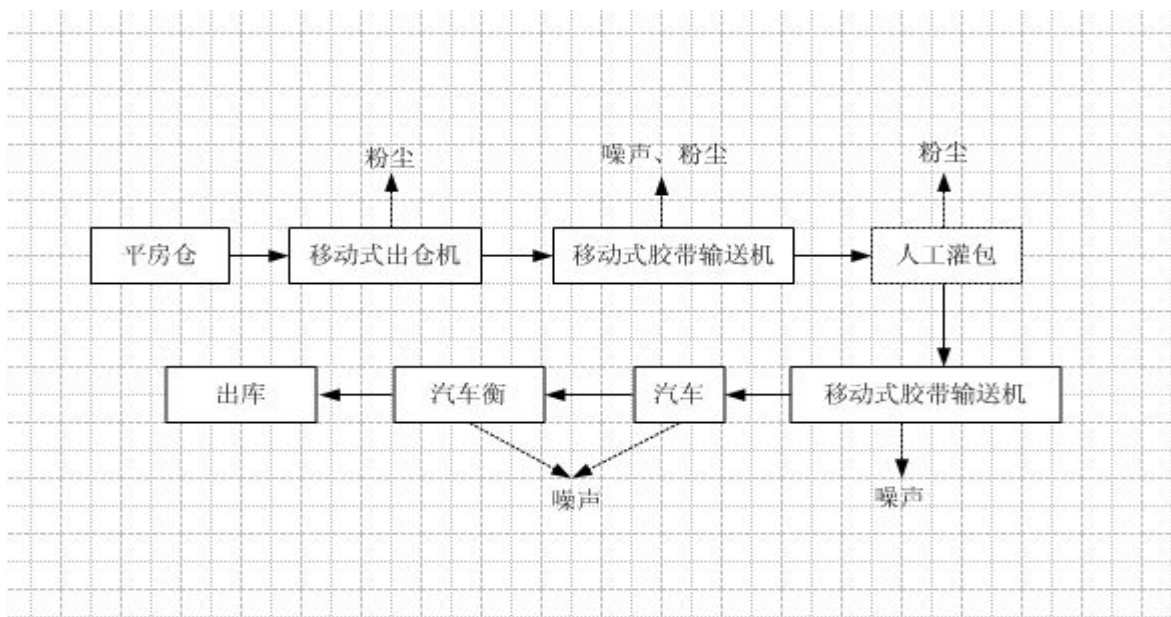 粉尘
噪声、粉尘
粉尘
平房仓
移动式出仓机
移动式胶带输送机
人工灌包
出库
汽车衡
汽车
移动式胶带输送机
噪声
噪声